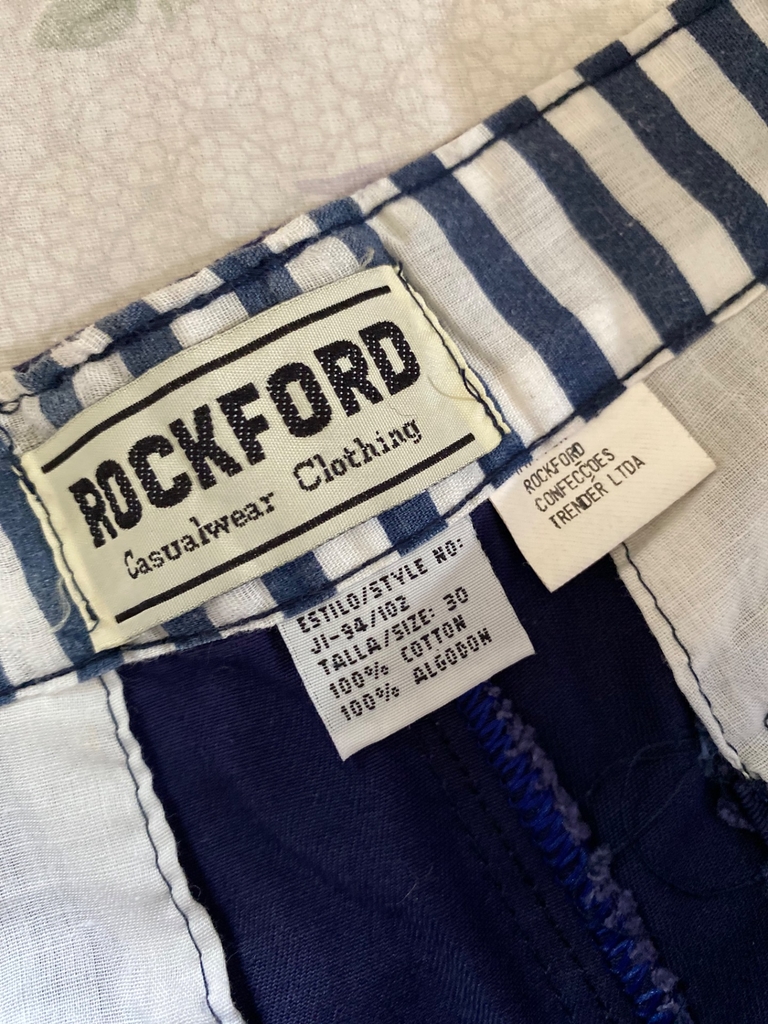 ROCKFORD
Casualwear Clothing
ESTILO/STYLE NO:
JI-94/102
TALLA/SIZE: 30
100% COTTON
100% ALGODON
ROCKFORD
CONFECÇOES
TRENDER LTDA